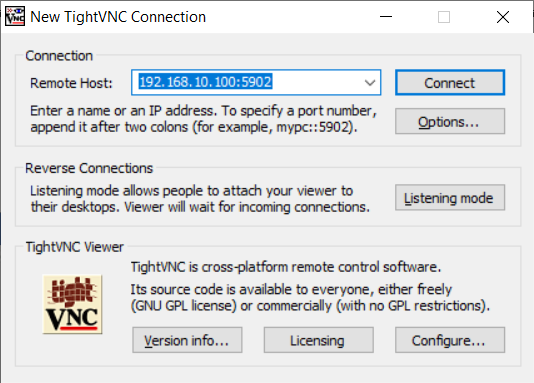 New TightVNC Connection
Connection
Remote Host:
192.168.10.100:5902
Connect
Enter a name or an IP address. To specify a port number,
append it after two colons (for example, mypc::5902).
Options...
Reverse Connections
Listening mode allows people to attach your viewer to
their desktops. Viewer will wait for incoming connections.
Listening mode
TightVNC Viewer
tight
VNC
TightVNC is cross-platform remote control software.
Its source code is available to everyone, either freely
(GNU GPL license) or commercially (with no GPL restrictions).
Version info...
Licensing
Configure...